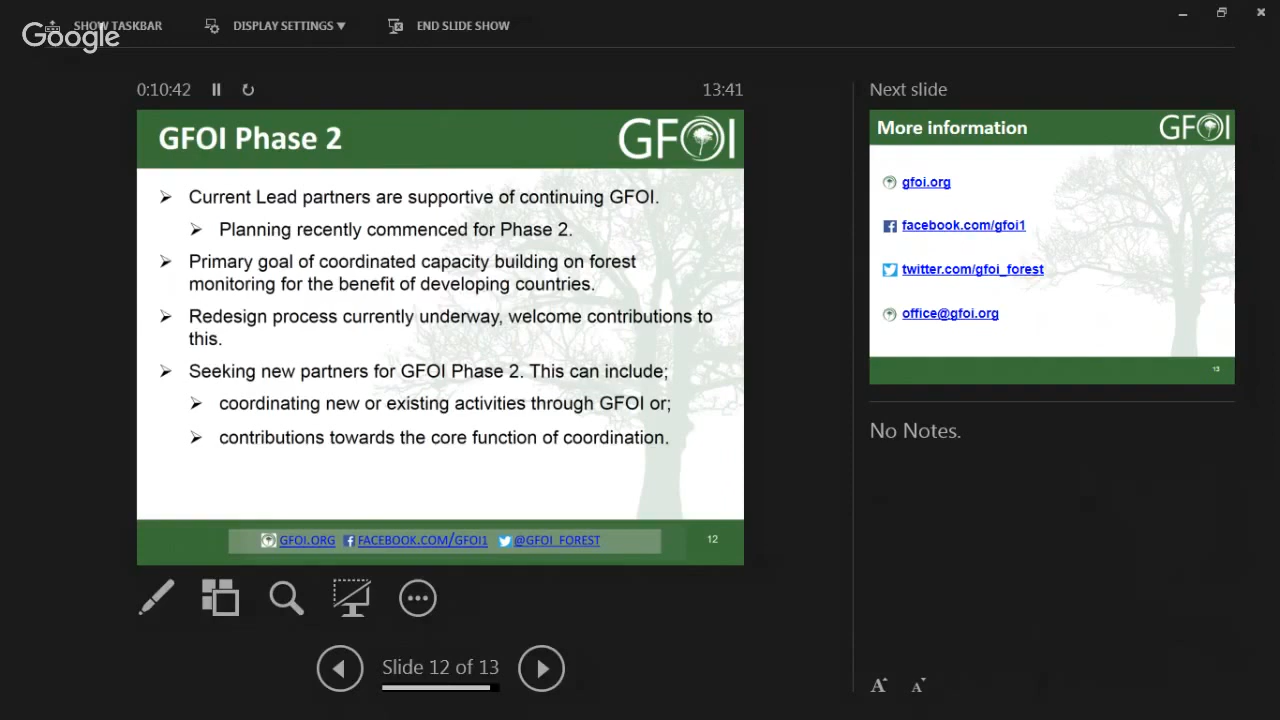 SHOW TASKBAR
DISPLAY SETTINGS ▼
END SLIDE SHOW
Google
0:10:42
13:41
GFOI Phase 2
GFOI
➢ Current Lead partners are supportive of continuing GFOI.
➢ Planning recently commenced for Phase 2.
➢ Primary goal of coordinated capacity building on forest
monitoring for the benefit of developing countries.
➢ Redesign process currently underway, welcome contributions to
this.
➢ Seeking new partners for GFOI Phase 2. This can include;
➢ coordinating new or existing activities through GFOI or;
➢ contributions towards the core function of coordination.
GFOI.ORG FACEBOOK.COM/GFOI1 @GFOI_FOREST
12
Slide 12 of 13
Next slide
More information
GFOI
gfoi.org
facebook.com/gfoi1
twitter.com/gfoi_forest
office@gfoi.org
13
No Notes.
A A